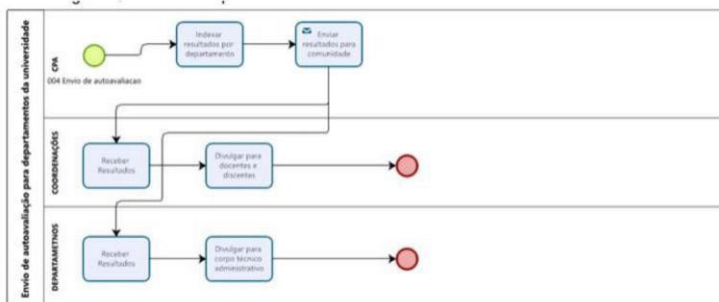 Envio de autoavaliação para departamentos da universidade
CPA
004 Envio de autoavaliacao
Indexar
resultados por
departamento
Enviar
resultados para
comunidade
COORDENAÇÕES
Receber
Resultados
Divulgar para
docentes e
discentes
DEPARTAMETNOS
Receber
Resultados
Divulgar para
corpo técnico
administrativo